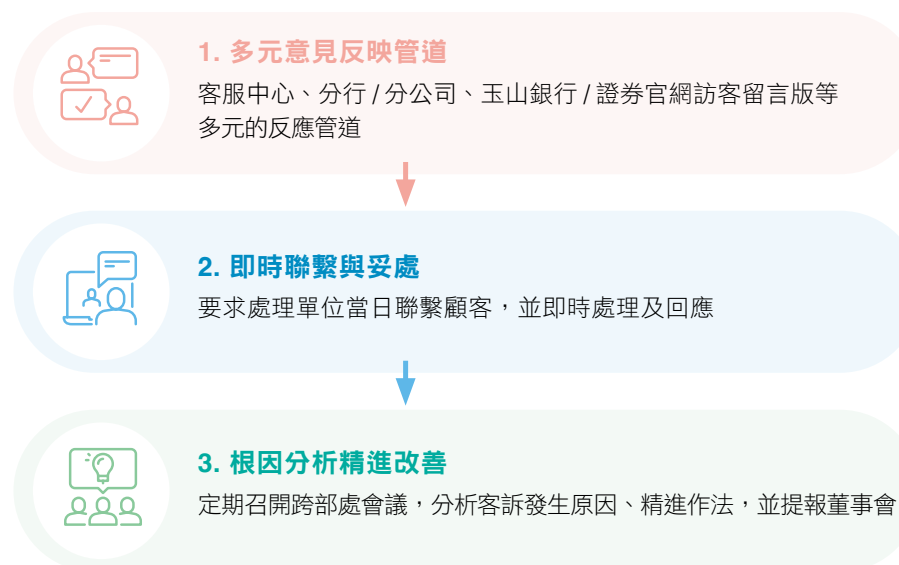 1. 多元意見反映管道
客服中心、分行 / 分公司、玉山銀行 / 證券官網訪客留言版等
多元的反應管道
2. 即時聯繫與妥處
要求處理單位當日聯繫顧客，並即時處理及回應
3. 根因分析精進改善
定期召開跨部處會議，分析客訴發生原因、精進作法，並提報董事會